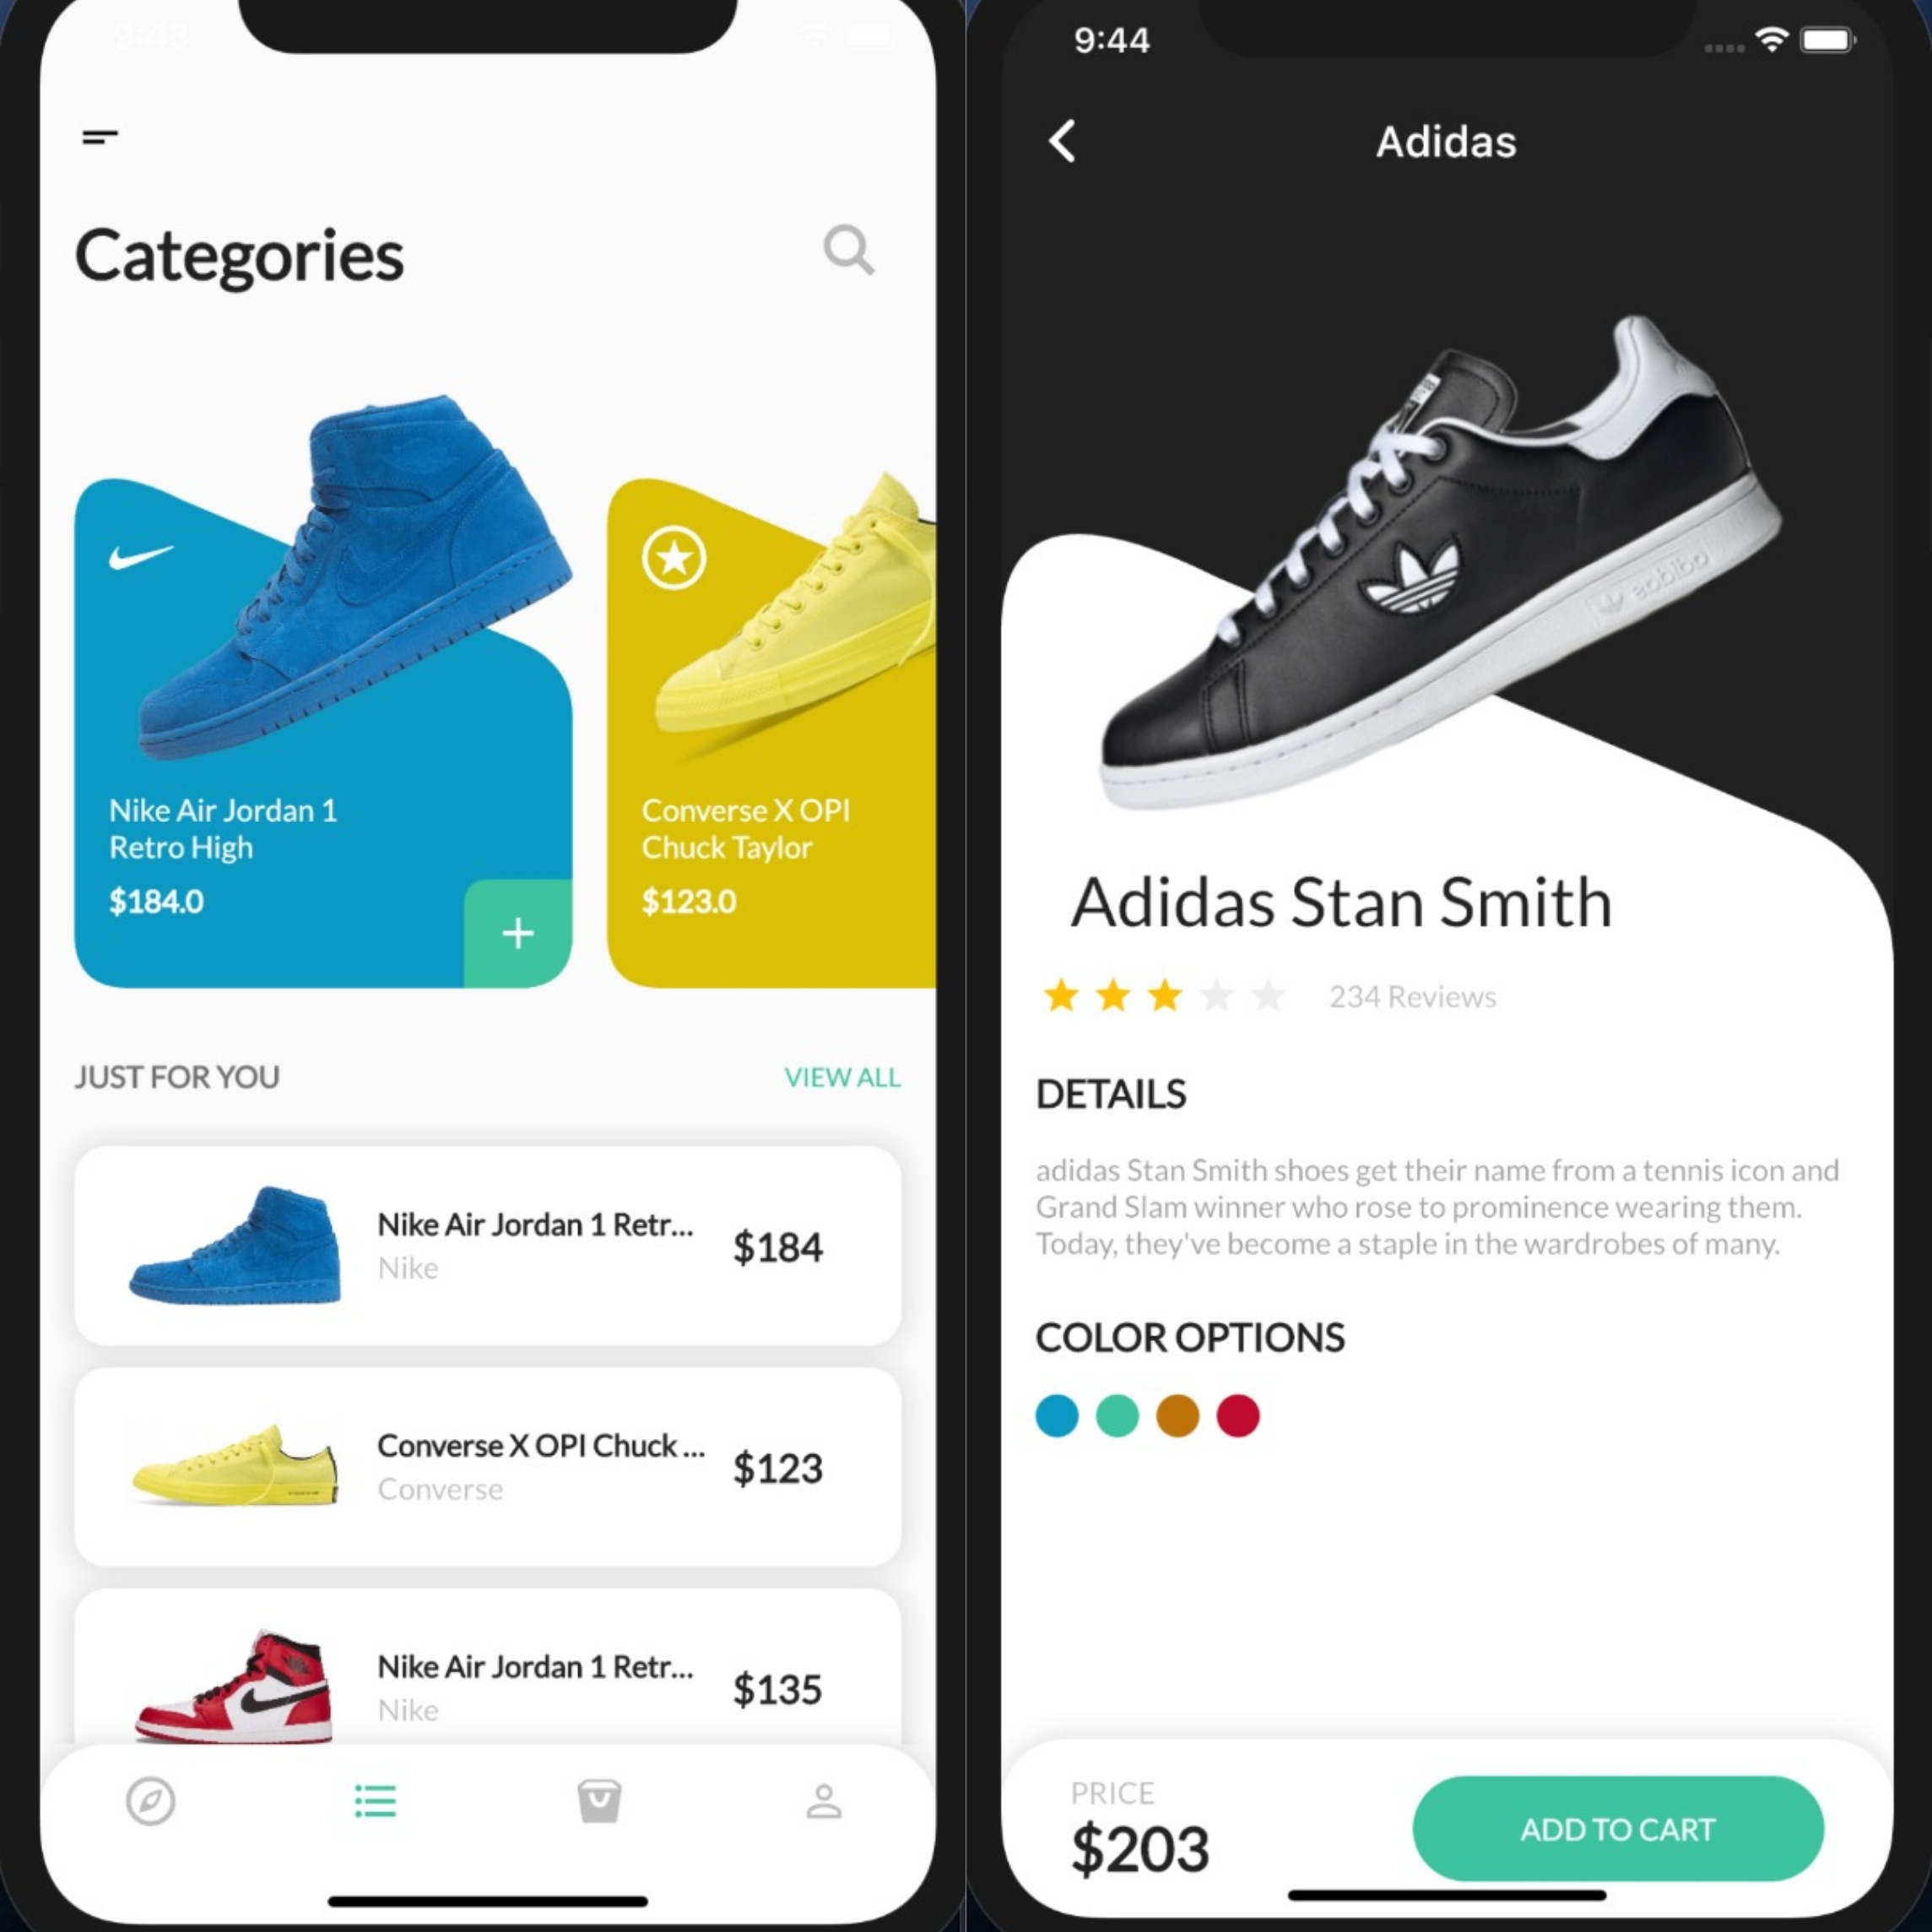 9:43
Categories
Nike Air Jordan 1
Retro High
$184.0
Converse X OPI
Chuck Taylor
$123.0
JUST FOR YOU
VIEW ALL
Nike Air Jordan 1 Retr...
Nike
$184
Converse X OPI Chuck ...
Converse
$123
Nike Air Jordan 1 Retr...
Nike
$135
9:44
Adidas
Adidas Stan Smith
234 Reviews
DETAILS
adidas Stan Smith shoes get their name from a tennis icon and
Grand Slam winner who rose to prominence wearing them.
Today, they've become a staple in the wardrobes of many.
COLOR OPTIONS
PRICE
$203
ADD TO CART